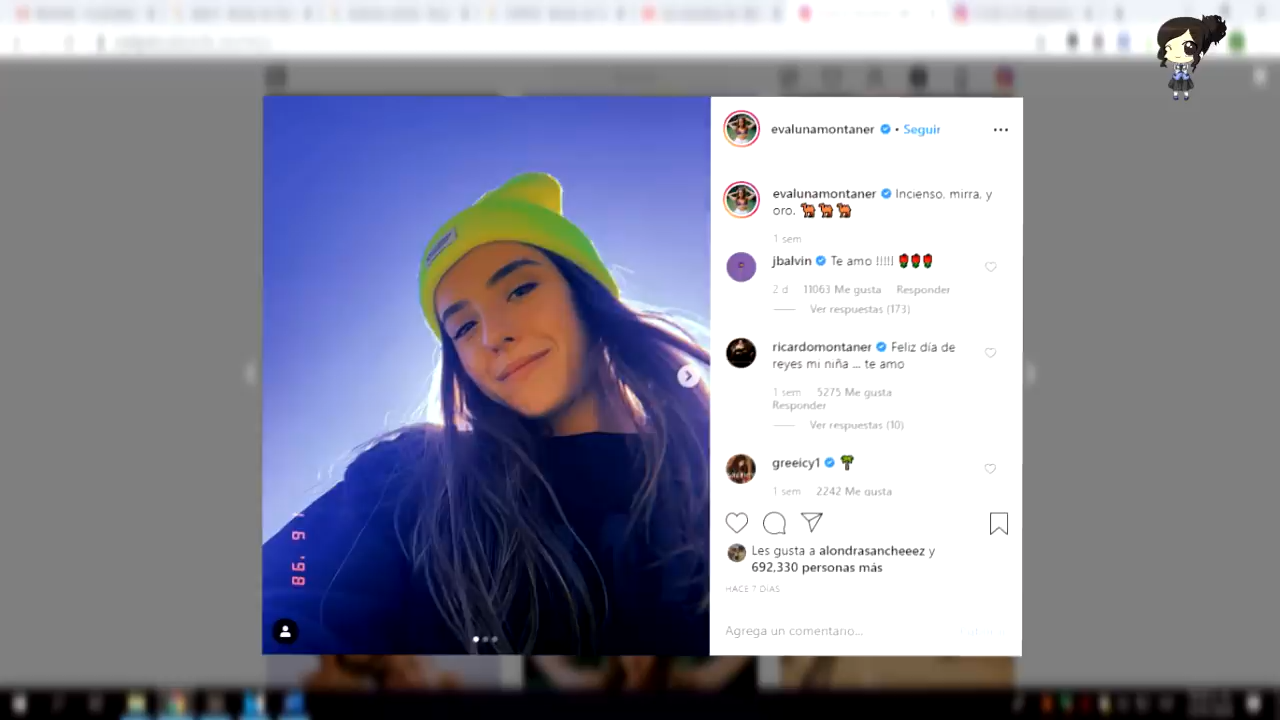 evalunamontaner • Seguir
evalunamontaner Incienso, mirra, y
oro. 🐫🐫🐫
1 sem
jbalvin Te amo !!!!! 🌹🌹🌹
2 d 11063 Me gusta Responder
Ver respuestas (173)
ricardomontaner Feliz día de
reyes mi niña ... te amo
1 sem 5275 Me gusta
Responder
Ver respuestas (10)
greeicy1 🌴
1 sem 2242 Me gusta
Les gusta a alondrasancheeez y
692,330 personas más
HACE 7 DÍAS
Agrega un comentario...